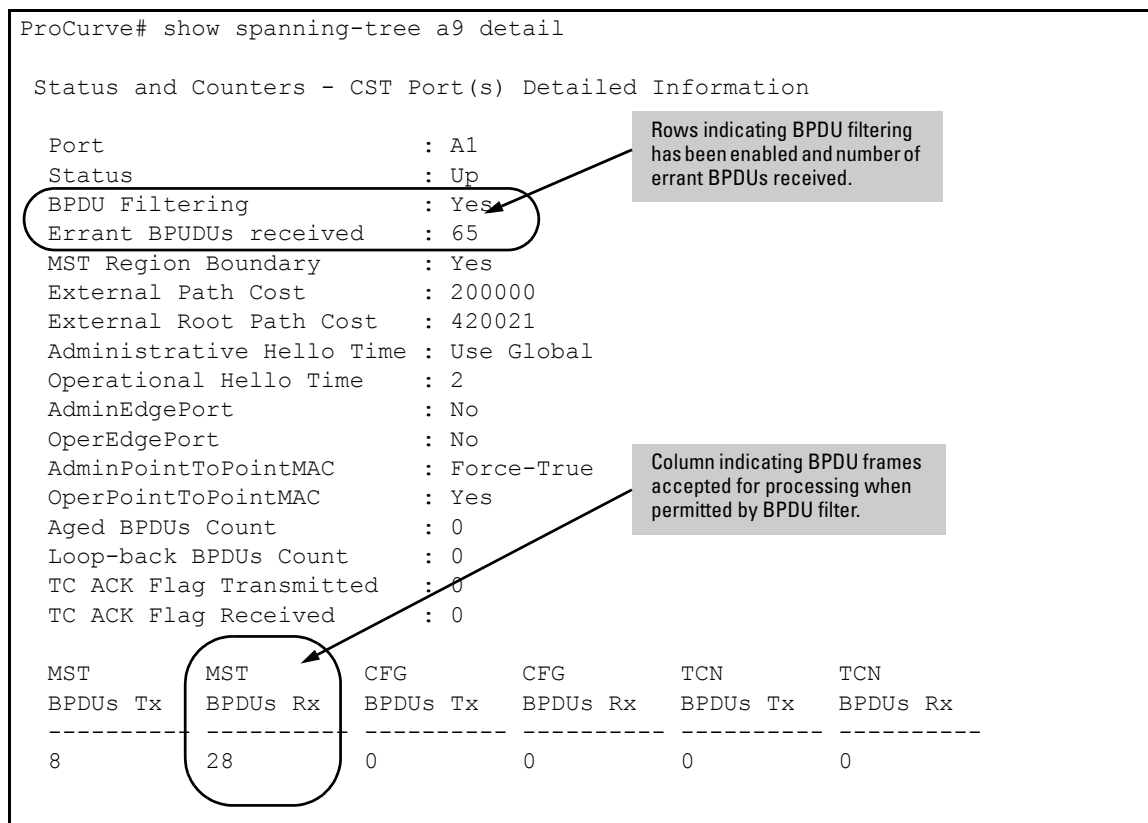 ProCurve# show spanning-tree a9 detail
Status and Counters - CST Port(s) Detailed Information
Port : A1
Status : Up
BPDU Filtering : Yes
Errant BPUDUs received : 65
MST Region Boundary : Yes
External Path Cost : 200000
External Root Path Cost : 420021
Administrative Hello Time : Use Global
Operational Hello Time : 2
AdminEdgePort : No
OperEdgePort : No
AdminPointToPointMAC : Force-True
OperPointToPointMAC : Yes
Aged BPDUs Count : 0
Loop-back BPDUs Count : 0
TC ACK Flag Transmitted : 0
TC ACK Flag Received : 0
Rows indicating BPDU filtering
has been enabled and number of
errant BPDUs received.
Column indicating BPDU frames
accepted for processing when
permitted by BPDU filter.
MST MST CFG CFG TCN TCN
BPDUs Tx BPDUs Rx BPDUs Tx BPDUs Rx BPDUs Tx BPDUs Rx
---------- ---------- ---------- ---------- ---------- ----------
8 28 0 0 0 0